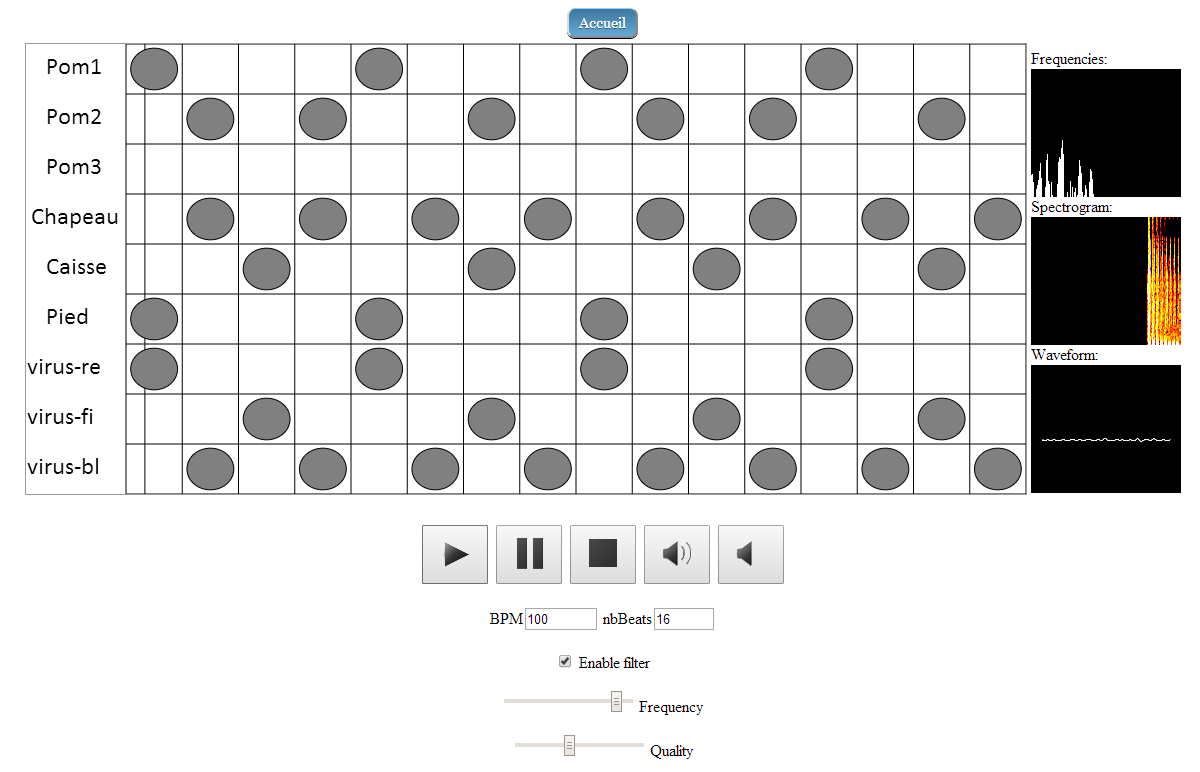 Accueil
Pom1
Pom2
Pom3
Chapeau
Caisse
Pied
virus-re
virus-fi
virus-bl
Frequencies:
Spectrogram:
Waveform:
BPM 100 nbBeats 16
Enable filter
Frequency
Quality